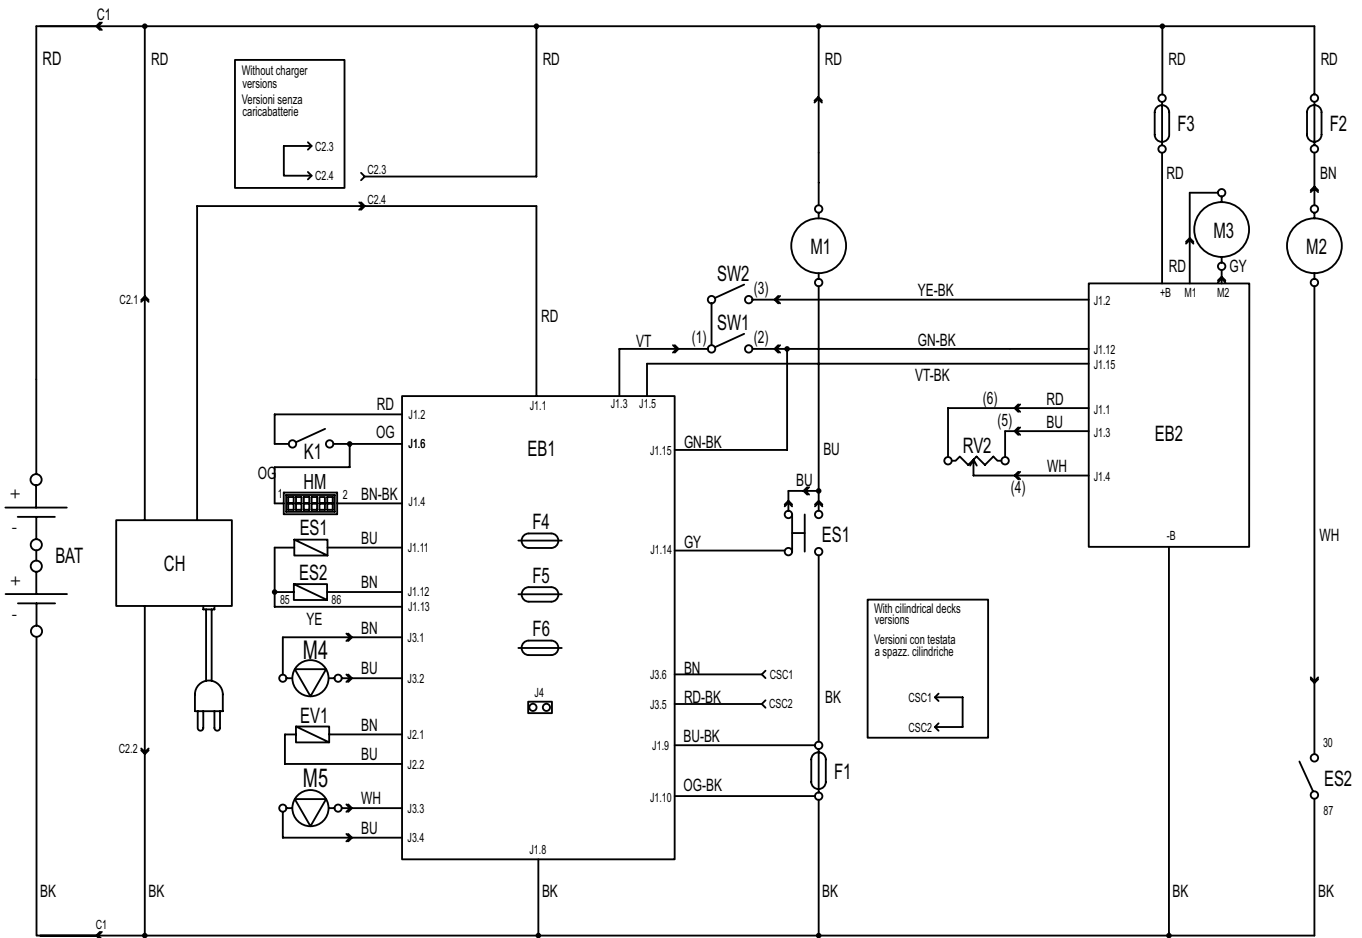 C1
RD
RD
RD
RD
RD
RD
Without charger
versions
Versioni senza
caricabatterie
C2.3
C2.4
C2.3
C2.4
F3
F2
RD
BN
M1
M3
M2
RD
GY
SW2
(3)
YE-BK
+B
M1
M2
J1.2
C2.1
RD
VT
(1)
SW1
(2)
GN-BK
J1.12
J1.15
VT-BK
J1.1
J1.3
J1.5
RD
J1.2
OG
J1.6
K1
EB1
GN-BK
J1.15
(6)
RD
J1.1
(5)
BU
J1.3
EB2
RV2
WH
J1.4
(4)
BU
OG
HM
1
2
BN-BK
J1.4
BU
ES1
BU
J1.11
F4
GY
J1.14
ES1
-B
WH
+
-
BAT
+
-
CH
ES2
BN
J1.12
85
86
J1.13
YE
F5
BN
J3.1
F6
M4
BU
J3.2
With cilindrical decks
versions
Versioni con testata
a spazz. cilindriche
CSC1
CSC2
BN
J3.6
CSC1
RD-BK
J3.5
CSC2
BK
J4
EV1
BN
J2.1
BU
J2.2
BU-BK
J1.9
F1
OG-BK
J1.10
C2.2
M5
WH
J3.3
BU
J3.4
30
ES2
87
J1.8
BK
BK
BK
BK
BK
BK
C1